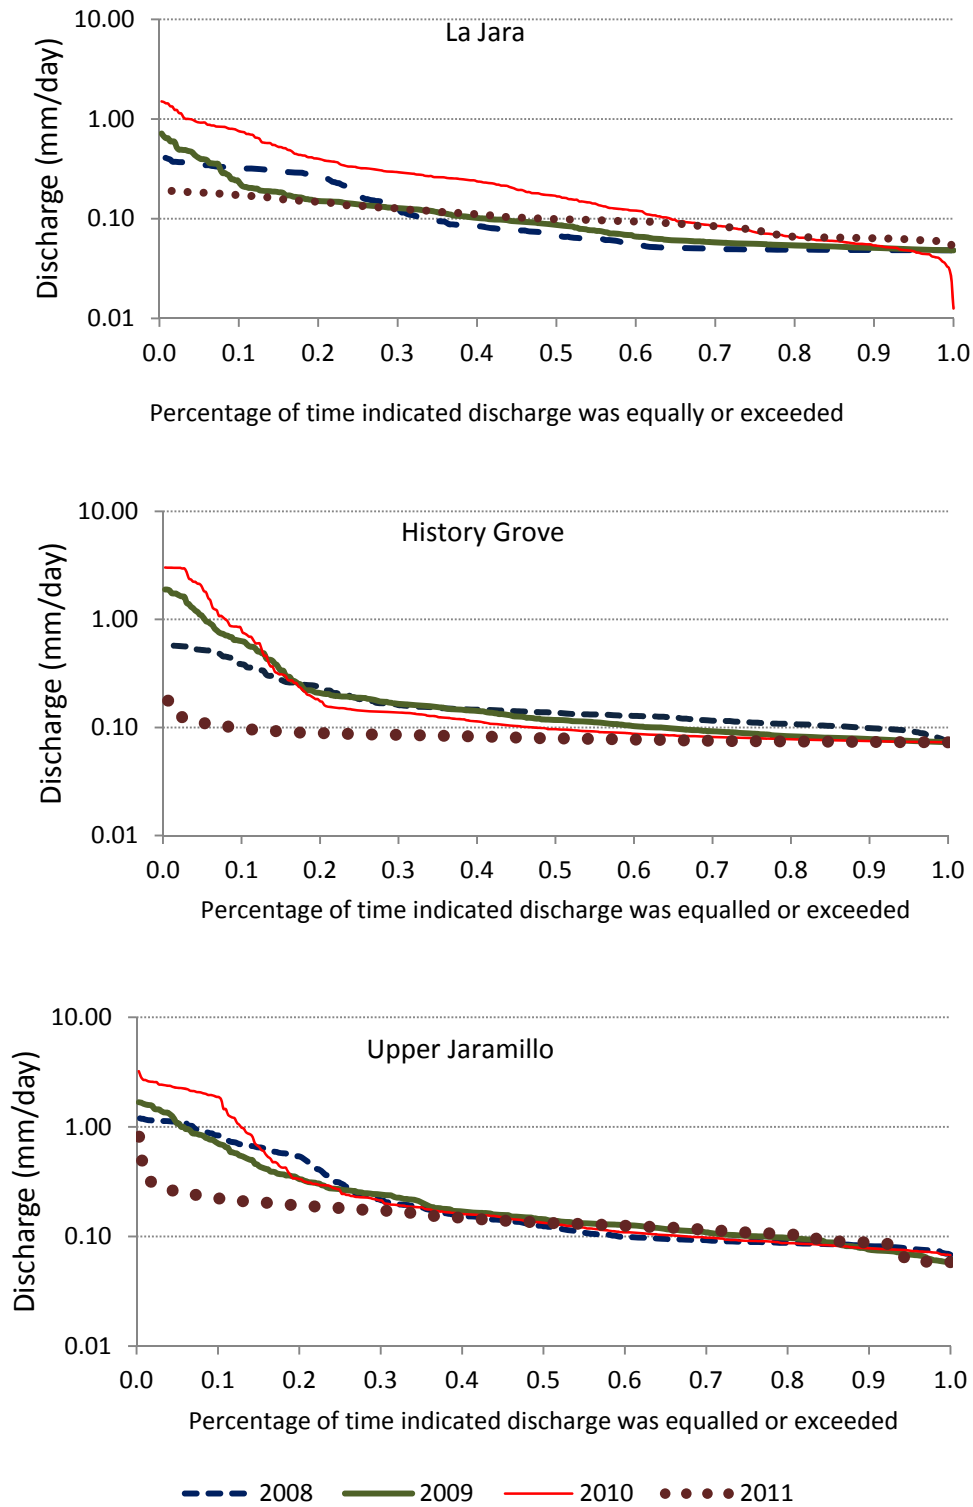 La Jara
Discharge (mm/day)
10.00
1.00
0.10
0.01
0.0 0.1 0.2 0.3 0.4 0.5 0.6 0.7 0.8 0.9 1.0
Percentage of time indicated discharge was equally or exceeded
History Grove
Discharge (mm/day)
10.00
1.00
0.10
0.01
0.0 0.1 0.2 0.3 0.4 0.5 0.6 0.7 0.8 0.9 1.0
Percentage of time indicated discharge was equalled or exceeded
Upper Jaramillo
Discharge (mm/day)
10.00
1.00
0.10
0.01
0.0 0.1 0.2 0.3 0.4 0.5 0.6 0.7 0.8 0.9 1.0
Percentage of time indicated discharge was equalled or exceeded
2008 2009 2010 2011